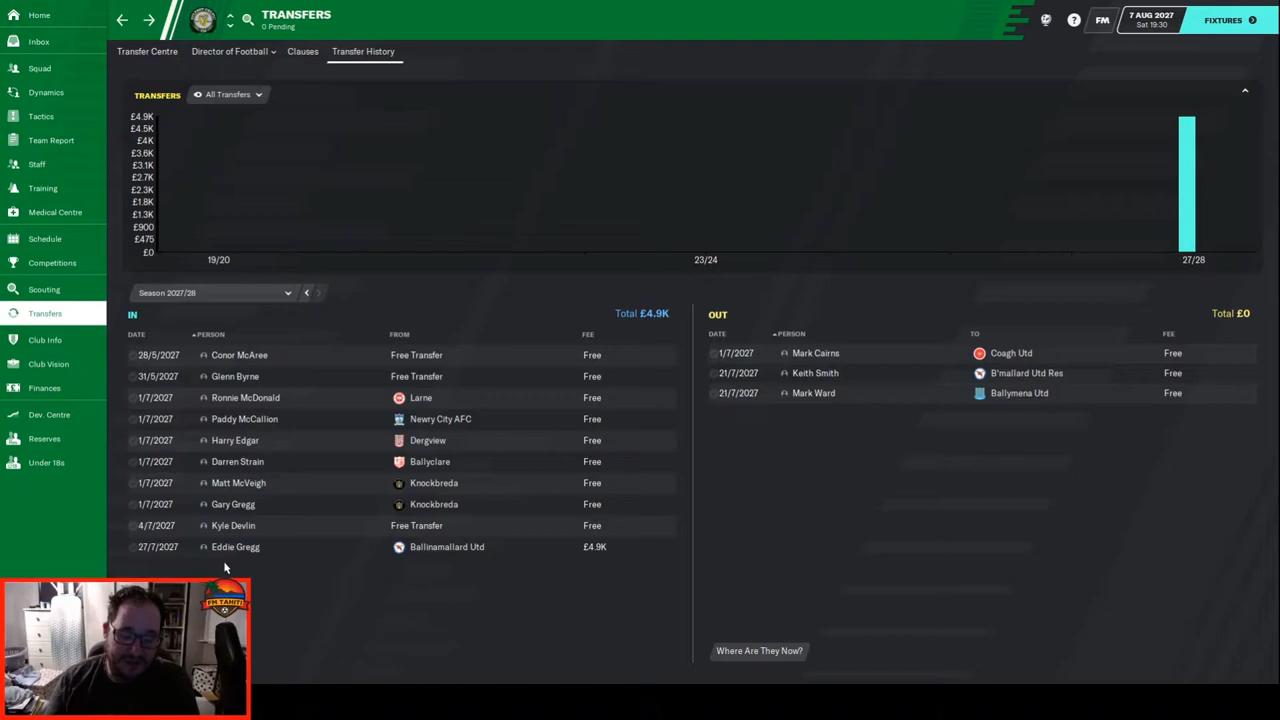 Home
Inbox
Squad
Dynamics
Tactics
Team Report
Staff
Training
Medical Centre
Schedule
Competitions
Scouting
Transfers
Club Info
Club Vision
Finances
Dev. Centre
Reserves
Under 18s
TRANSFERS
0 Pending
?
FM
7 AUG 2027
Sat 19:30
FIXTURES
Transfer Centre Director of Football Clauses Transfer History
TRANSFERS All Transfers
£4.9K
£4.5K
£4K
£3.6K
£3.1K
£2.7K
£2.3K
£1.8K
£1.3K
£900
£475
£0
19/20 23/24 27/28
Season 2027/28
IN Total £4.9K
DATE PERSON FROM FEE
28/5/2027 Conor McAree Free Transfer Free
31/5/2027 Glenn Byrne Free Transfer Free
1/7/2027 Ronnie McDonald Larne Free
1/7/2027 Paddy McCallion Newry City AFC Free
1/7/2027 Harry Edgar Dergview Free
1/7/2027 Darren Strain Ballyclare Free
1/7/2027 Matt McVeigh Knockbreda Free
1/7/2027 Gary Gregg Knockbreda Free
4/7/2027 Kyle Devlin Free Transfer Free
27/7/2027 Eddie Gregg Ballinamallard Utd £4.9K
OUT Total £0
DATE PERSON TO FEE
1/7/2027 Mark Cairns Coagh Utd Free
21/7/2027 Keith Smith B'mallard Utd Res Free
21/7/2027 Mark Ward Ballymena Utd Free
Where Are They Now?
FM TAHITI